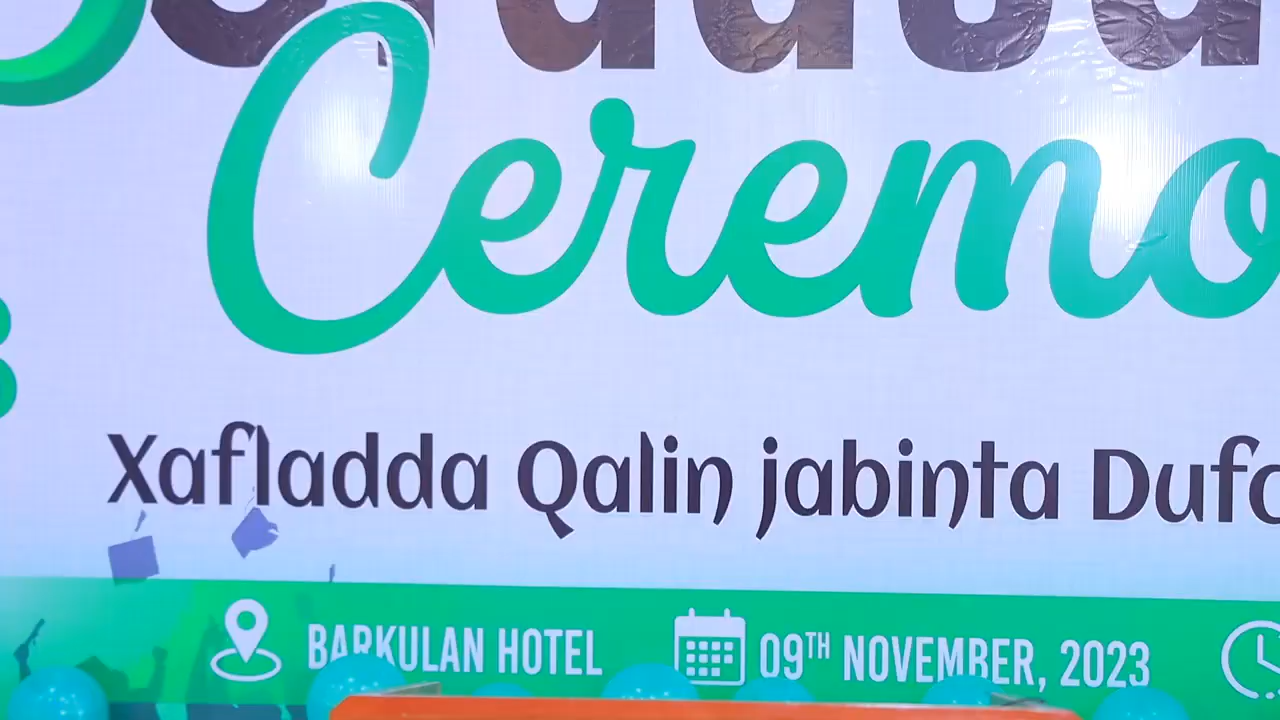 Ceremo
Xafladda Qalin jabinta Dufc
BARKULAN HOTEL
09TH NOVEMBER, 2023